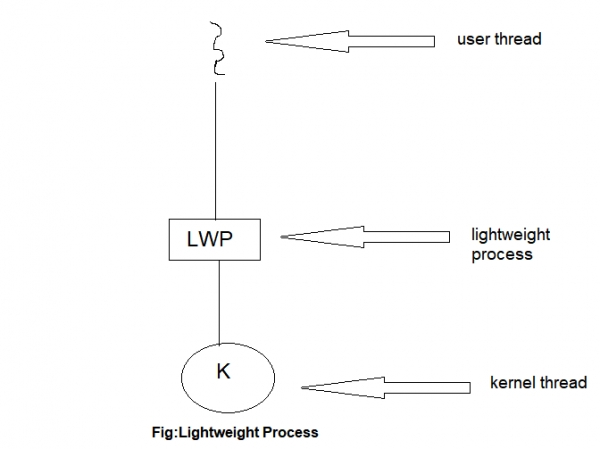 user thread
LWP
lightweight
process
K
kernel thread
Fig:Lightweight Process